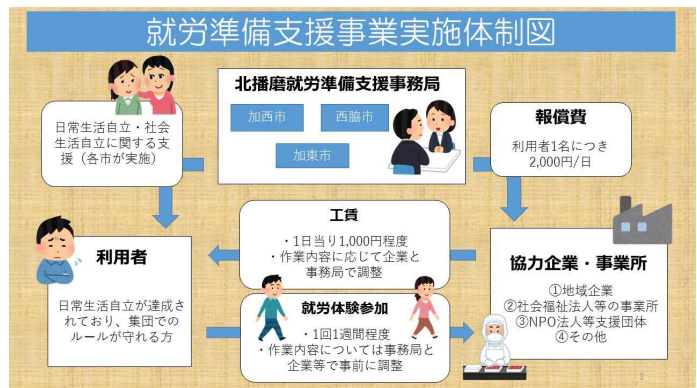 就労準備支援事業実施体制図
北播磨就労準備支援事務局
加西市
西脇市
加東市
日常生活自立・社会
生活自立に関する支
援（各市が実施）
報償費
利用者1名につき
2,000円/日
工賃
・1日当り1,000円程度
・作業内容に応じて企業と
事務局で調整
利用者
日常生活自立が達成さ
れており、集団での
ルールが守れる方
就労体験参加
・1回1週間程度
・作業内容については事務局と
企業等で事前に調整
協力企業・事業所
①地域企業
②社会福祉法人等の事業所
③NPO法人等支援団体
④その他
3